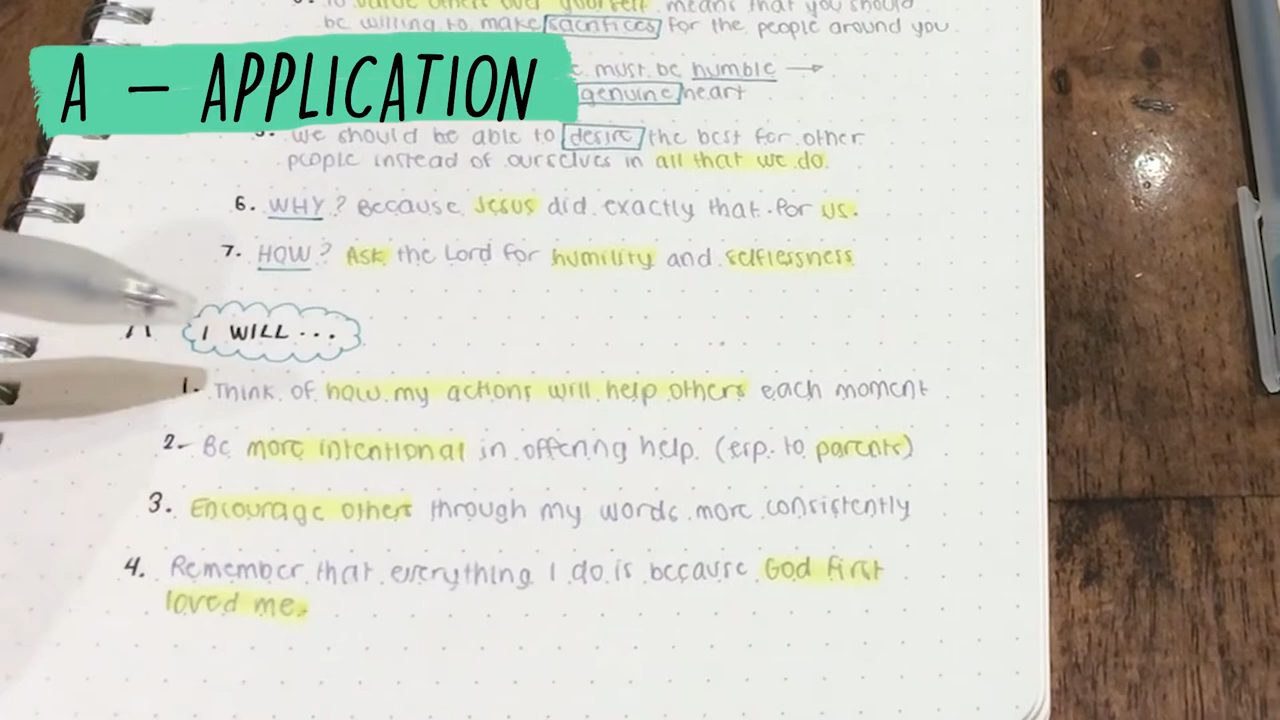 to value others over yourself means that you should
be willing to make sacrifices for the people around you
A – APPLICATION
must be humble →
genuine heart
we should be able to desire the best for other
people instead of ourselves in all that we do.
6. WHY? Because Jesus did exactly that for us.
7. HOW? Ask the Lord for humility and selflessness
A I WILL...
1. Think of how my actions will help others each moment
2. Be more intentional in offering help (esp. to parents)
3. Encourage others through my words more consistently
4. Remember that everything I do is because God first
loved me.